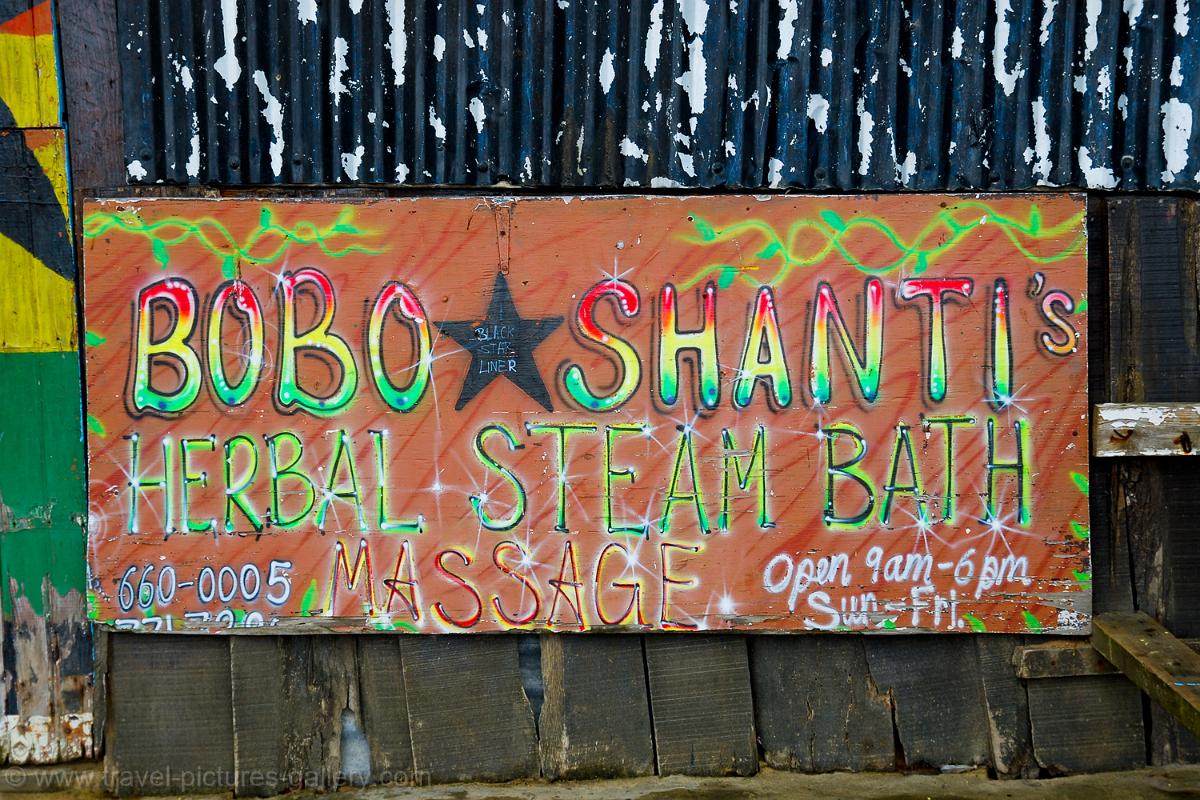 BOBO SHANTI'S
BLACK
STAR
LINER
HERBAL STEAM BATH
MASSAGE
660-0005
Open 9am-6pm
Sun-Fri.
© www.travel-pictures-gallery.com